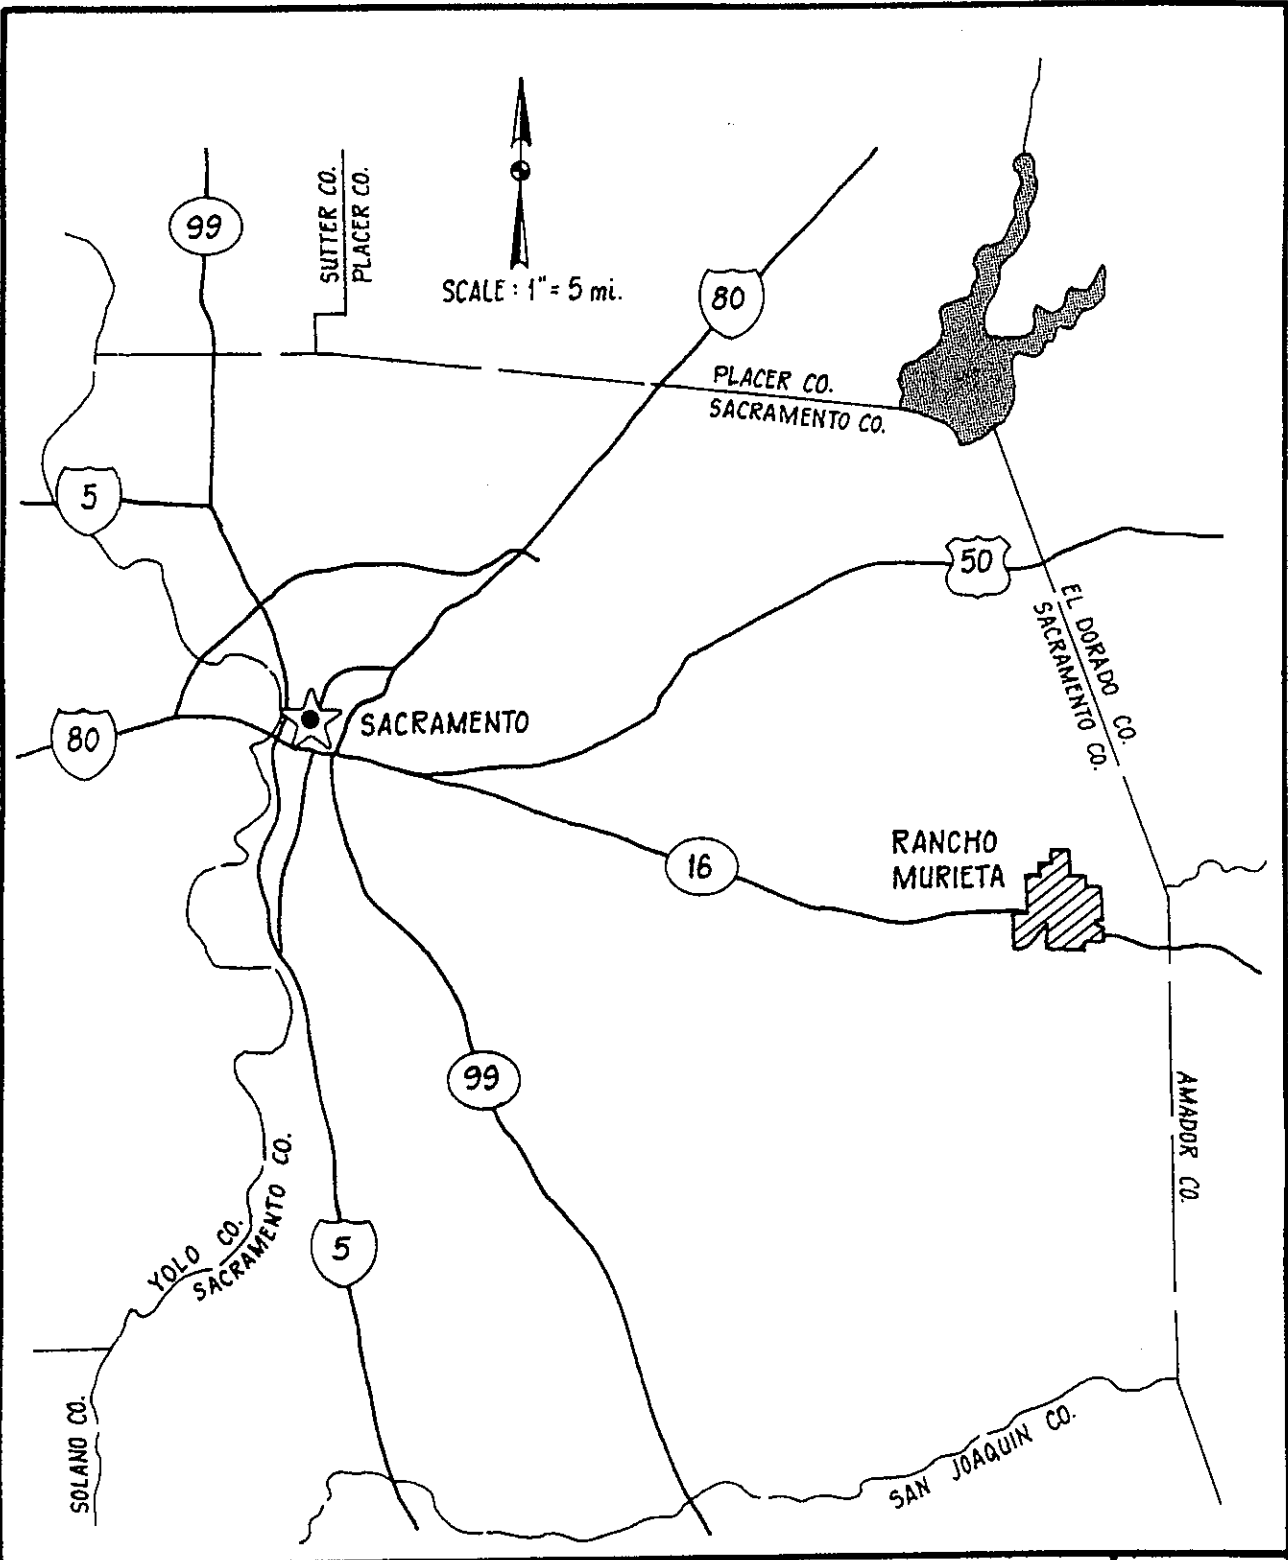 SUTTER CO.
PLACER CO.
99
SCALE : 1" = 5 mi.
80
PLACER CO.
SACRAMENTO CO.
5
50
EL DORADO CO.
SACRAMENTO CO.
80
SACRAMENTO
RANCHO
MURIETA
16
99
AMADOR CO.
YOLO CO.
SACRAMENTO CO.
5
SOLANO CO.
SAN JOAQUIN CO.